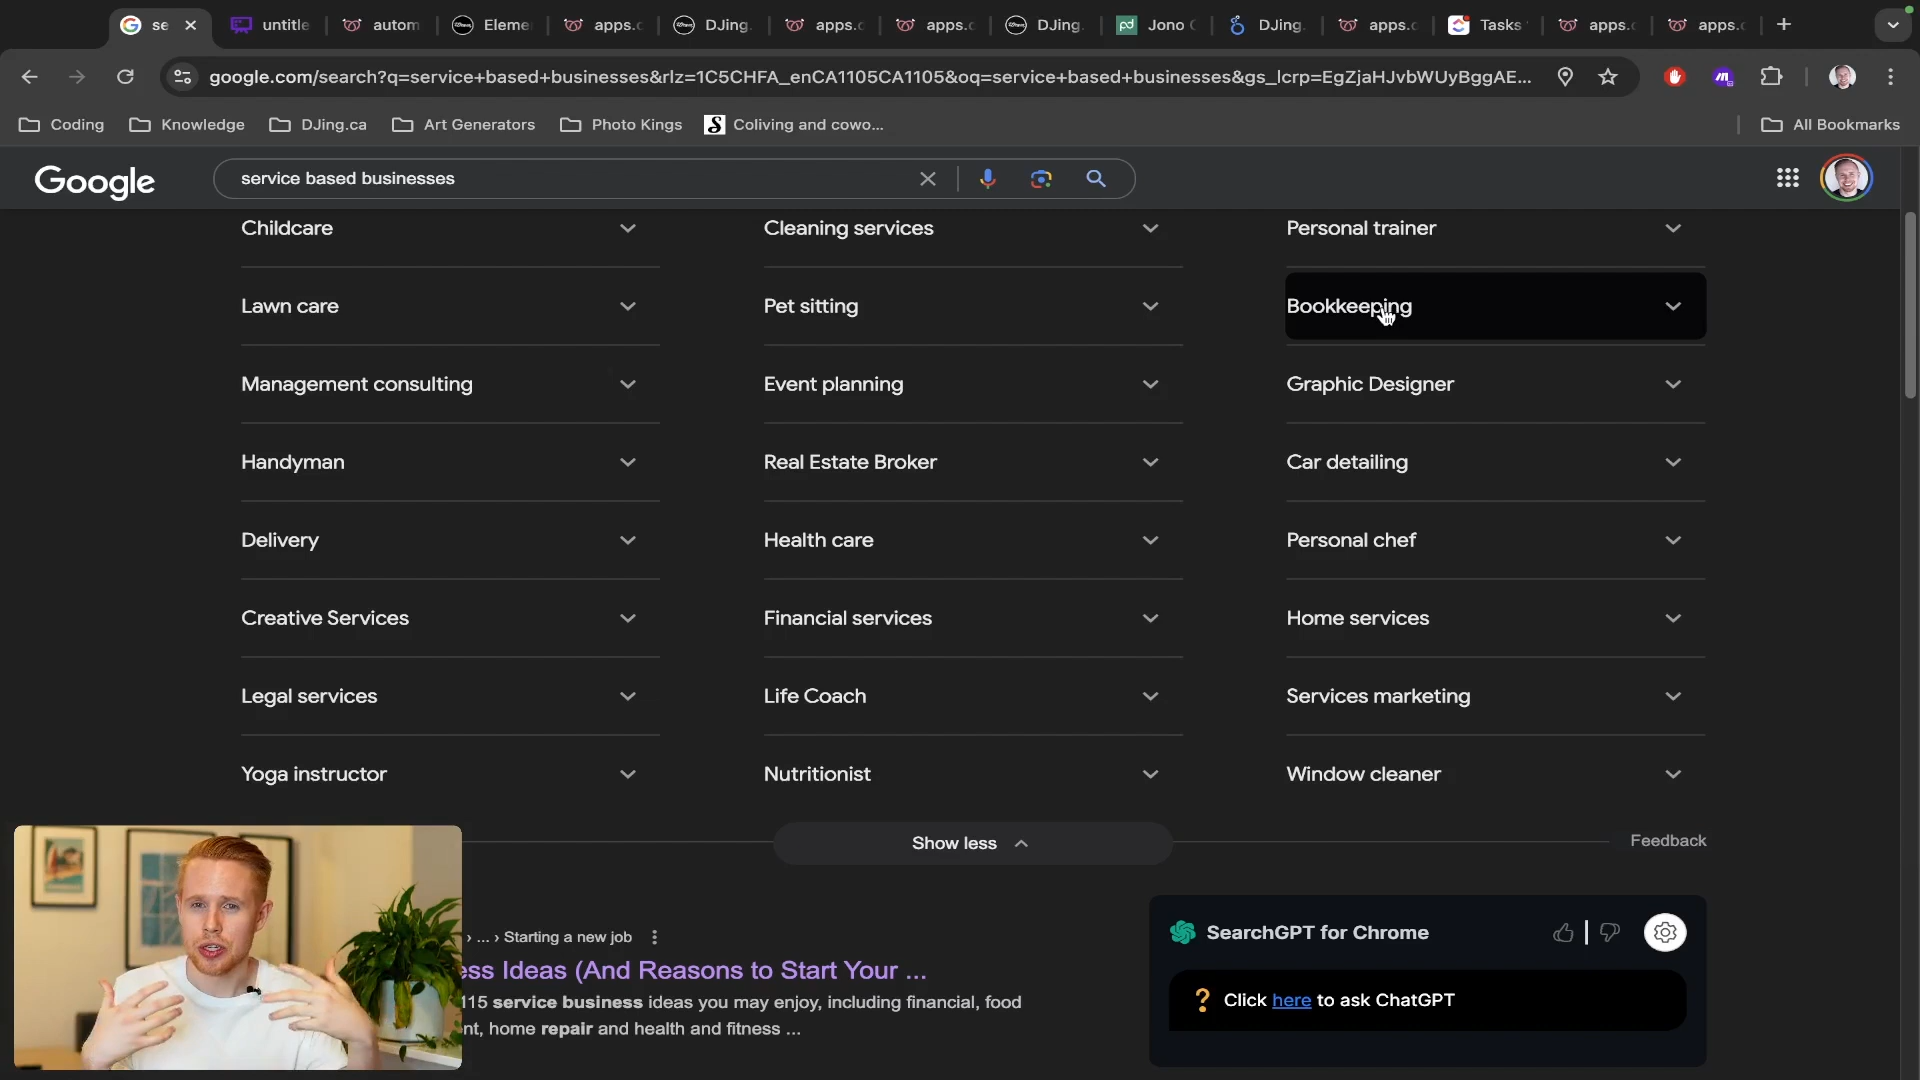 se
untitle
autom
Eleme
apps.c
DJing.
apps.c
apps.c
DJing.
Jono C
DJing.
apps.c
Tasks
apps.c
apps.c
google.com/search?q=service+based+businesses&rlz=1C5CHFA_enCA1105CA1105&oq=service+based+businesses&gs_lcrp=EgZjaHJvbWUyBggAE...
Coding
Knowledge
DJing.ca
Art Generators
Photo Kings
Coliving and cowo...
All Bookmarks
Google
service based businesses
Childcare
Cleaning services
Personal trainer
Lawn care
Pet sitting
Bookkeeping
Management consulting
Event planning
Graphic Designer
Handyman
Real Estate Broker
Car detailing
Delivery
Health care
Personal chef
Creative Services
Financial services
Home services
Legal services
Life Coach
Services marketing
Yoga instructor
Nutritionist
Window cleaner
Show less
Feedback
› ... › Starting a new job
ess Ideas (And Reasons to Start Your ...
115 service business ideas you may enjoy, including financial, food
nt, home repair and health and fitness ...
SearchGPT for Chrome
? Click here to ask ChatGPT